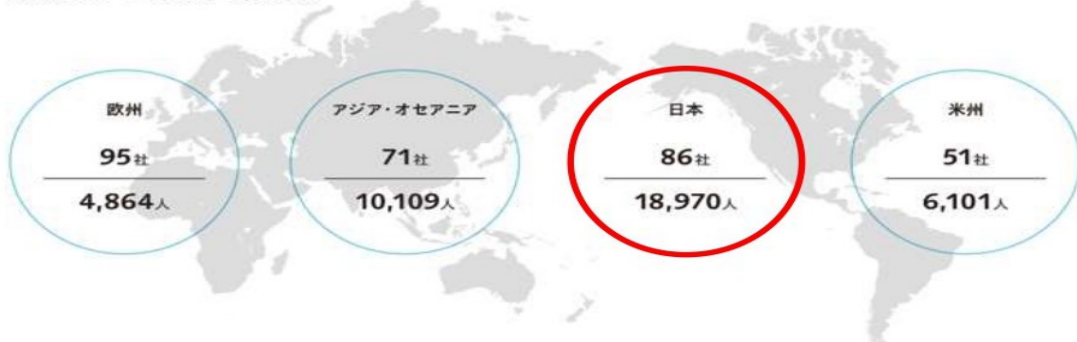 欧州
95社
4,864人
アジア・オセアニア
71社
10,109人
日本
86社
18,970人
米州
51社
6,101人